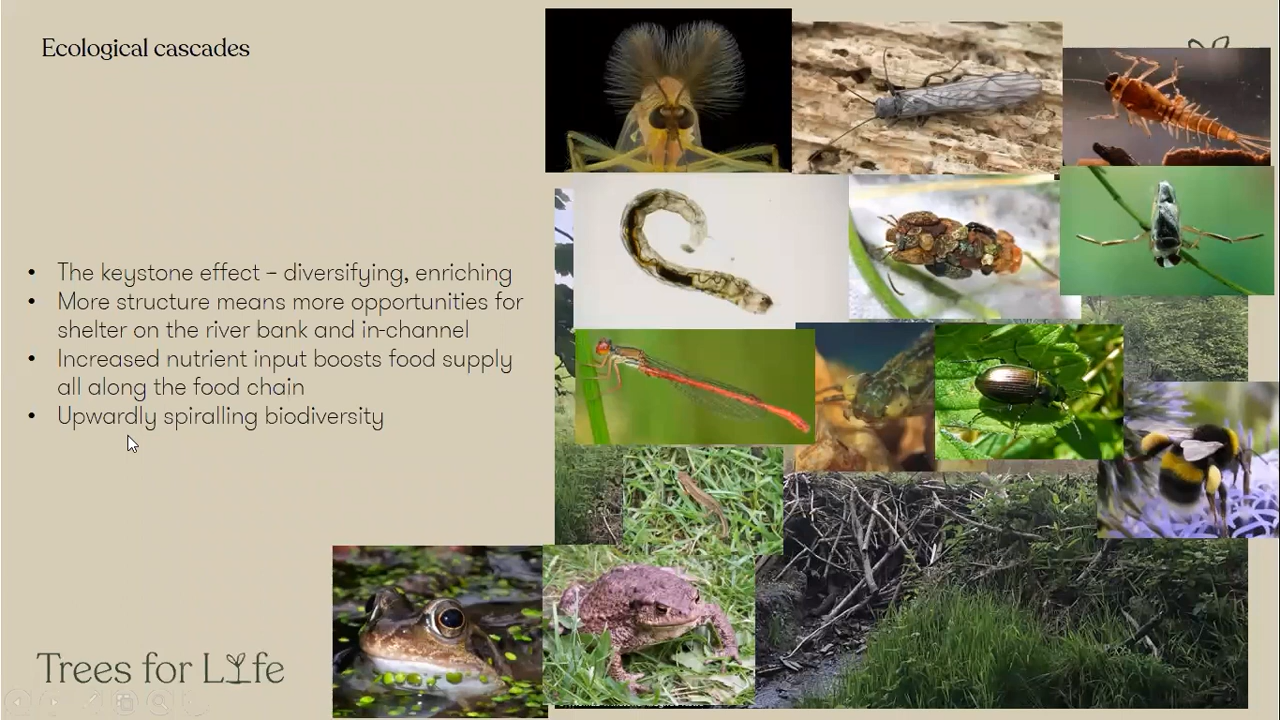 Ecological cascades
• The keystone effect – diversifying, enriching
• More structure means more opportunities for
shelter on the river bank and in-channel
• Increased nutrient input boosts food supply
all along the food chain
• Upwardly spiralling biodiversity
Trees for Life